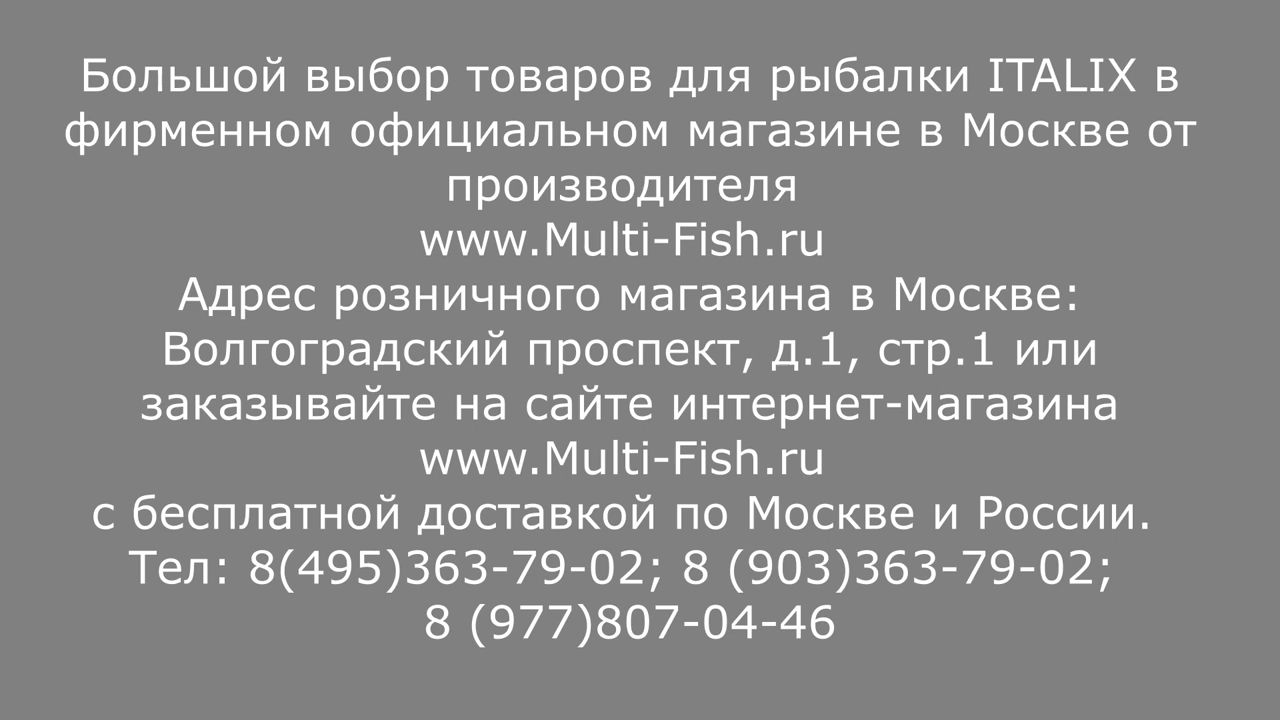 Большой выбор товаров для рыбалки ITALIX в
фирменном официальном магазине в Москве от
производителя
www.Multi-Fish.ru
Адрес розничного магазина в Москве:
Волгоградский проспект, д.1, стр.1 или
заказывайте на сайте интернет-магазина
www.Multi-Fish.ru
с бесплатной доставкой по Москве и России.
Тел: 8(495)363-79-02; 8 (903)363-79-02;
8 (977)807-04-46